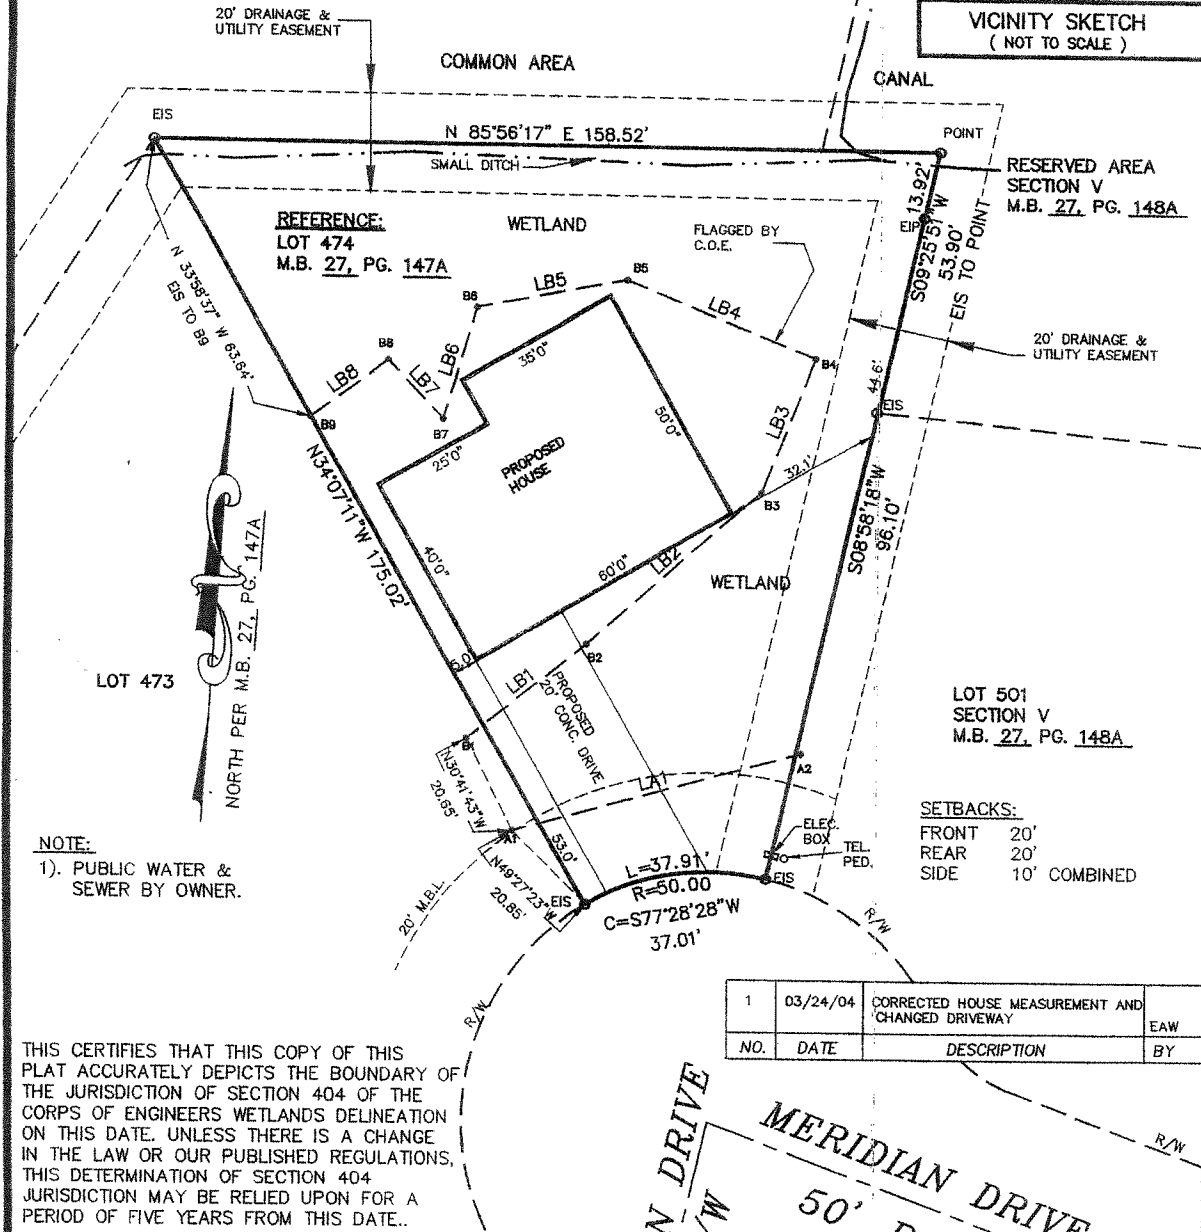 20' DRAINAGE &
UTILITY EASEMENT
VICINITY SKETCH
( NOT TO SCALE )
COMMON AREA
CANAL
EIS
N 85°56'17" E 158.52'
POINT
SMALL DITCH
RESERVED AREA
SECTION V
M.B. 27, PG. 148A
13.92'
EIP
S09°25'51"W
53.90'
EIS TO POINT
REFERENCE:
LOT 474
M.B. 27, PG. 147A
WETLAND
FLAGGED BY
C.O.E.
N 33°58'37" W 63.84'
EIS TO B9
B5
LB5
B6
LB4
LB6
B8
LB8
LB7
B7
B9
35'0"
B4
20' DRAINAGE &
UTILITY EASEMENT
44.6'
EIS
LB3
50'0"
25'0"
PROPOSED
HOUSE
32.1'
B3
N34°07'11"W 175.02'
40'0"
60'0"
LB2
WETLAND
S08°58'18"W
96.10'
NORTH PER M.B. 27, PG. 147A
LOT 473
5.0'
B2
LB1
PROPOSED
20' CONC. DRIVE
B1
N30°41'43"W
20.65'
LOT 501
SECTION V
M.B. 27, PG. 148A
A2
LA1
SETBACKS:
FRONT 20'
REAR 20'
SIDE 10' COMBINED
NOTE:
1). PUBLIC WATER &
SEWER BY OWNER.
A1
53.0'
ELEC.
BOX
TEL.
PED.
N49°27'23"W
20.85'
EIS
L=37.91'
R=50.00
C=S77°28'28"W
37.01'
EIS
20' M.B.L.
R/W
R/W
1 03/24/04 CORRECTED HOUSE MEASUREMENT AND
CHANGED DRIVEWAY EAW
NO. DATE DESCRIPTION BY
THIS CERTIFIES THAT THIS COPY OF THIS
PLAT ACCURATELY DEPICTS THE BOUNDARY OF
THE JURISDICTION OF SECTION 404 OF THE
CORPS OF ENGINEERS WETLANDS DELINEATION
ON THIS DATE. UNLESS THERE IS A CHANGE
IN THE LAW OR OUR PUBLISHED REGULATIONS,
THIS DETERMINATION OF SECTION 404
JURISDICTION MAY BE RELIED UPON FOR A
PERIOD OF FIVE YEARS FROM THIS DATE..
N DRIVE
/W
MERIDIAN DRIVE
50'
R/W